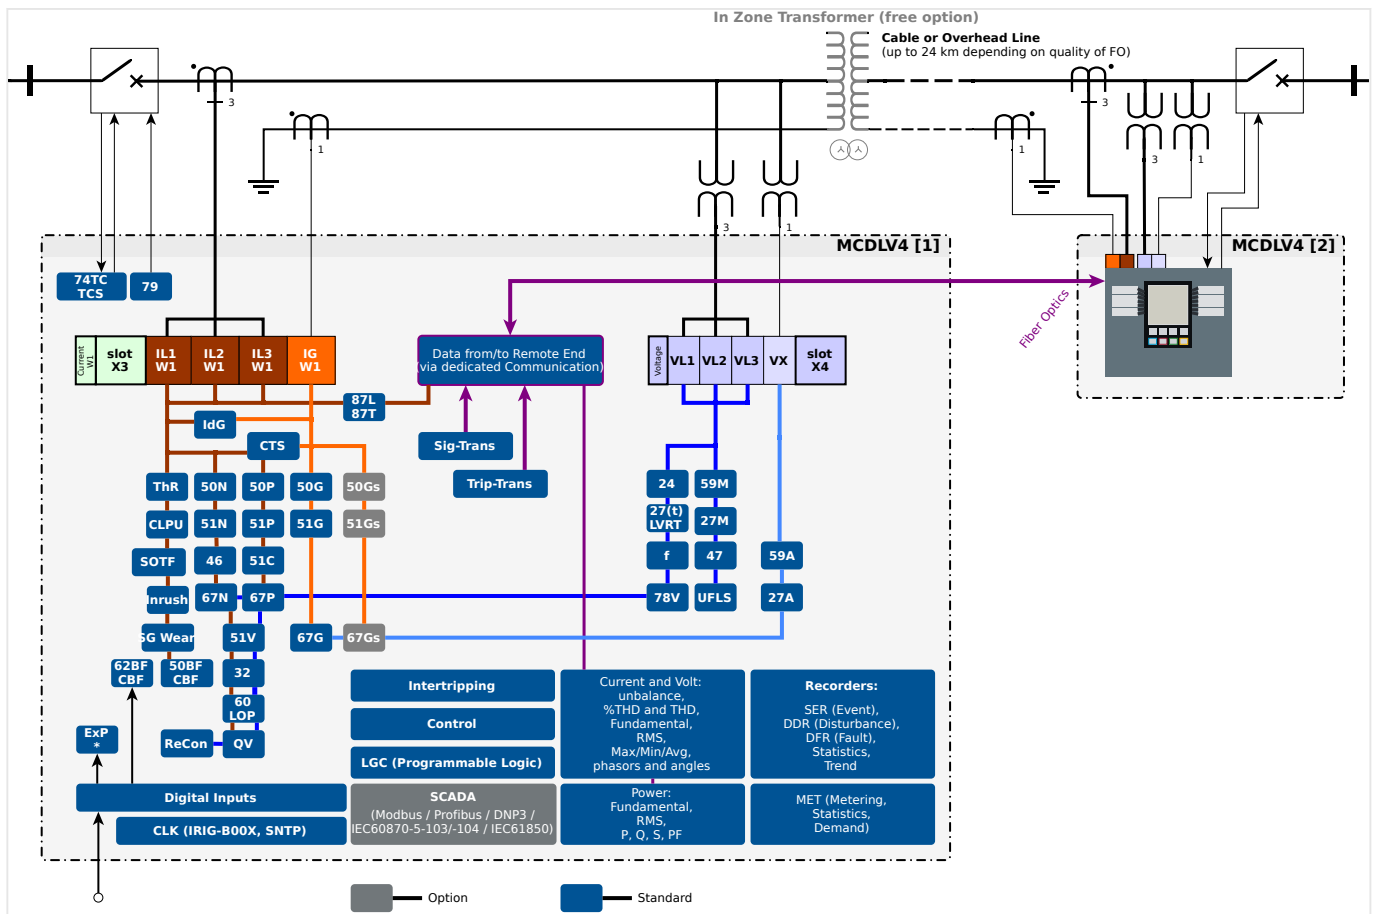 In Zone Transformer (free option)
Cable or Overhead Line
(up to 24 km depending on quality of FO)
3
1
3
1
3
1
3
1
MCDLV4 [1]
MCDLV4 [2]
74TC
TCS
79
Fiber Optics
Current
W1
slot
X3
IL1
W1
IL2
W1
IL3
W1
IG
W1
Data from/to Remote End
(via dedicated Communication)
Voltage
VL1
VL2
VL3
VX
slot
X4
87L
87T
IdG
CTS
Sig-Trans
Trip-Trans
ThR
50N
50P
50G
50Gs
24
59M
CLPU
51N
51P
51G
51Gs
27(t)
LVRT
27M
SOTF
46
51C
f
47
59A
Inrush
67N
67P
78V
UFLS
27A
SG Wear
51V
67G
67Gs
62BF
CBF
50BF
CBF
32
60
LOP
ExP
*
ReCon
QV
Intertripping
Control
LGC (Programmable Logic)
Current and Volt:
unbalance,
%THD and THD,
Fundamental,
RMS,
Max/Min/Avg,
phasors and angles
Recorders:
SER (Event),
DDR (Disturbance),
DFR (Fault),
Statistics,
Trend
Digital Inputs
CLK (IRIG-B00X, SNTP)
SCADA
(Modbus / Profibus / DNP3 /
IEC60870-5-103/-104 / IEC61850)
Power:
Fundamental,
RMS,
P, Q, S, PF
MET (Metering,
Statistics,
Demand)
Option
Standard